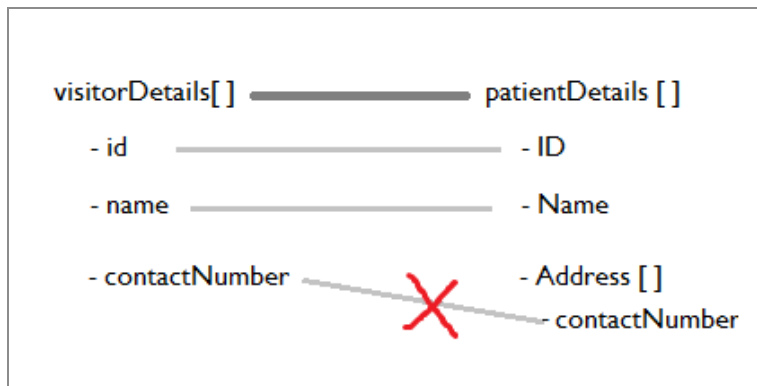 visitorDetails[ ] patientDetails [ ]
- id - ID
- name - Name
- contactNumber - Address [ ]
- contactNumber